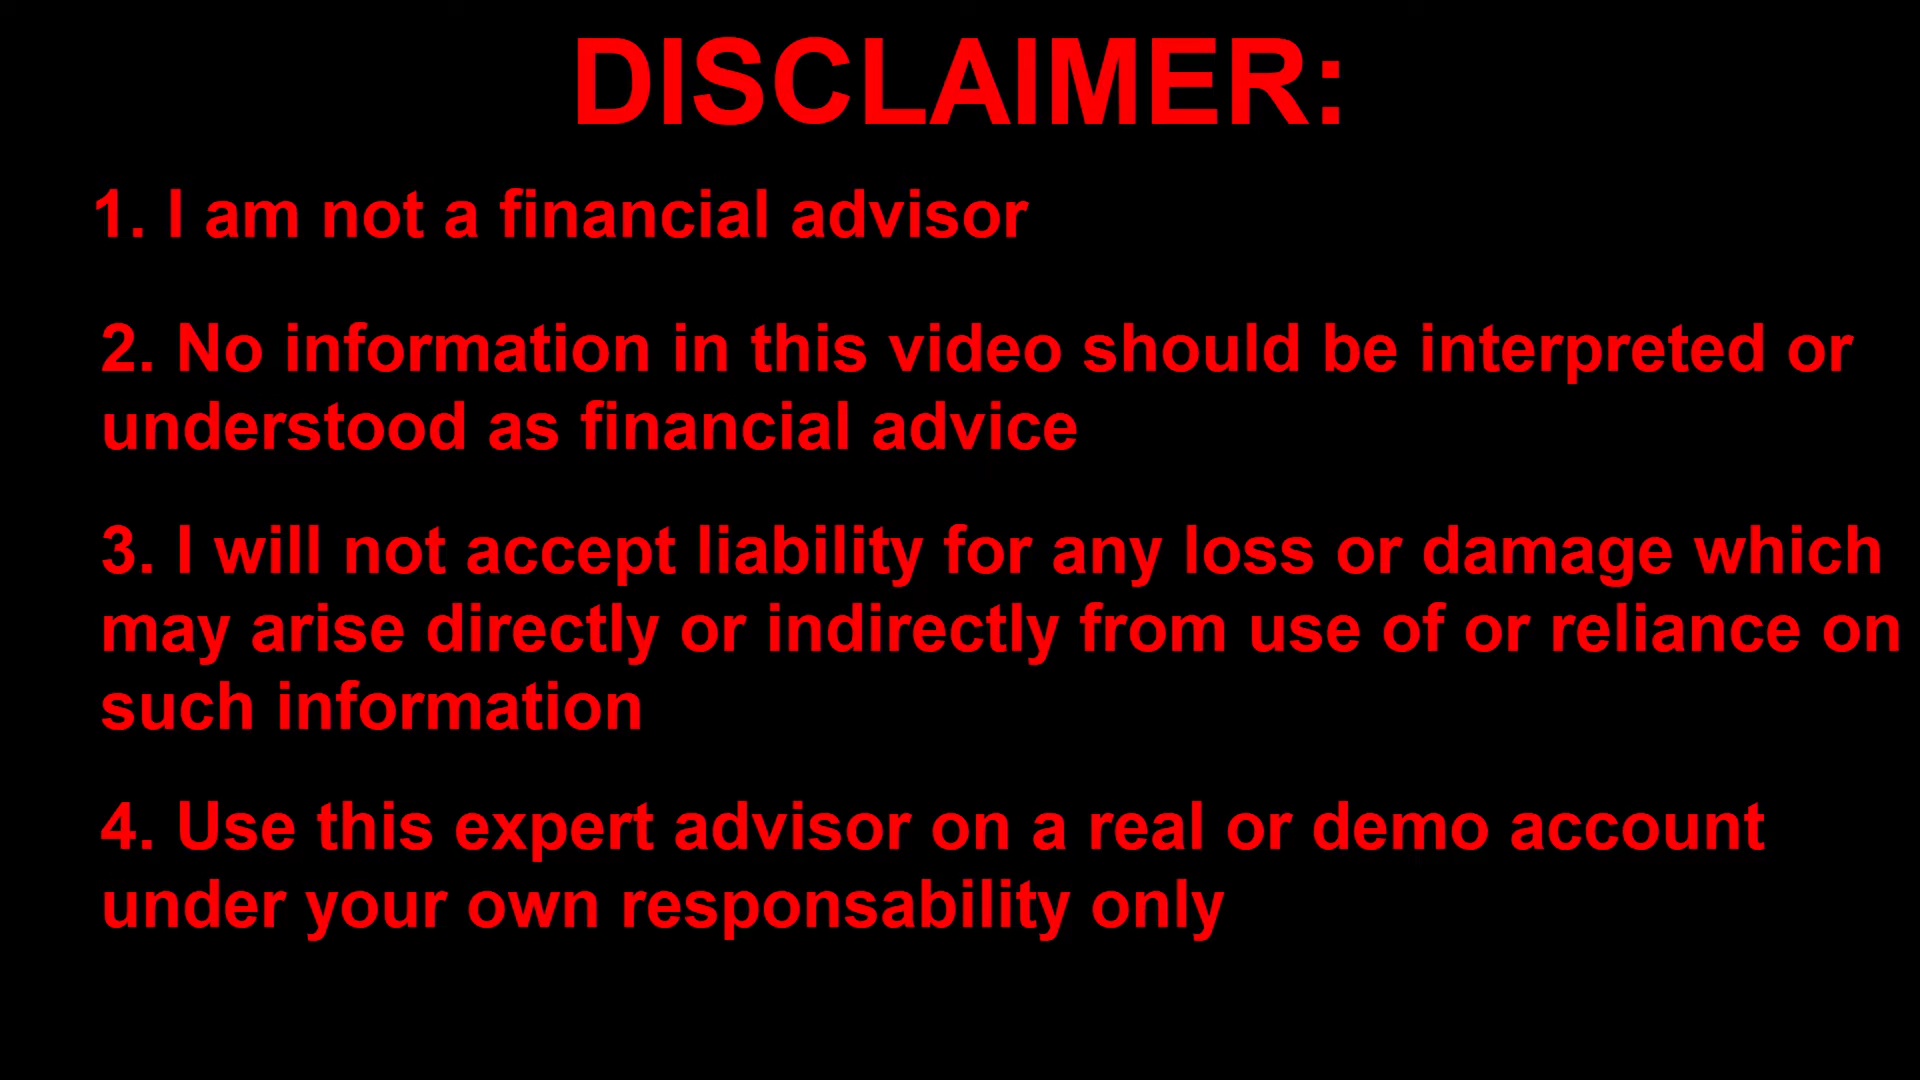 DISCLAIMER:
1. I am not a financial advisor
2. No information in this video should be interpreted or
understood as financial advice
3. I will not accept liability for any loss or damage which
may arise directly or indirectly from use of or reliance on
such information
4. Use this expert advisor on a real or demo account
under your own responsability only